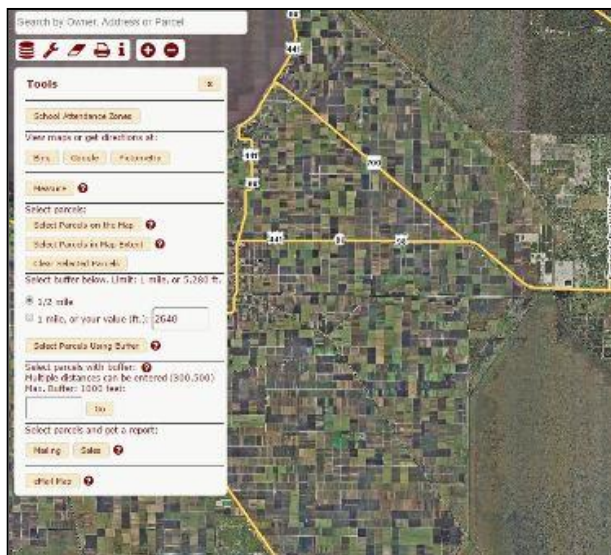 Search by Owner, Address or Parcel
Tools
x
School Attendance Zones
View maps or get directions at:
Bing Google Pictometry
Measure ?
Select parcels:
Select Parcels on the Map ?
Select Parcels in Map Extent ?
Clear Selected Parcels
Select buffer below. Limit: 1 mile, or 5,280 ft.
1/2 mile
1 mile, or your value (ft.): 2640
Select Parcels Using Buffer ?
Select parcels with buffer: ?
Multiple distances can be entered (300,500)
Max. Buffer: 1000 feet:
Go
Select parcels and get a report:
Mailing Sales ?
eMail Map ?
98
441
700
441
98
441
80
98